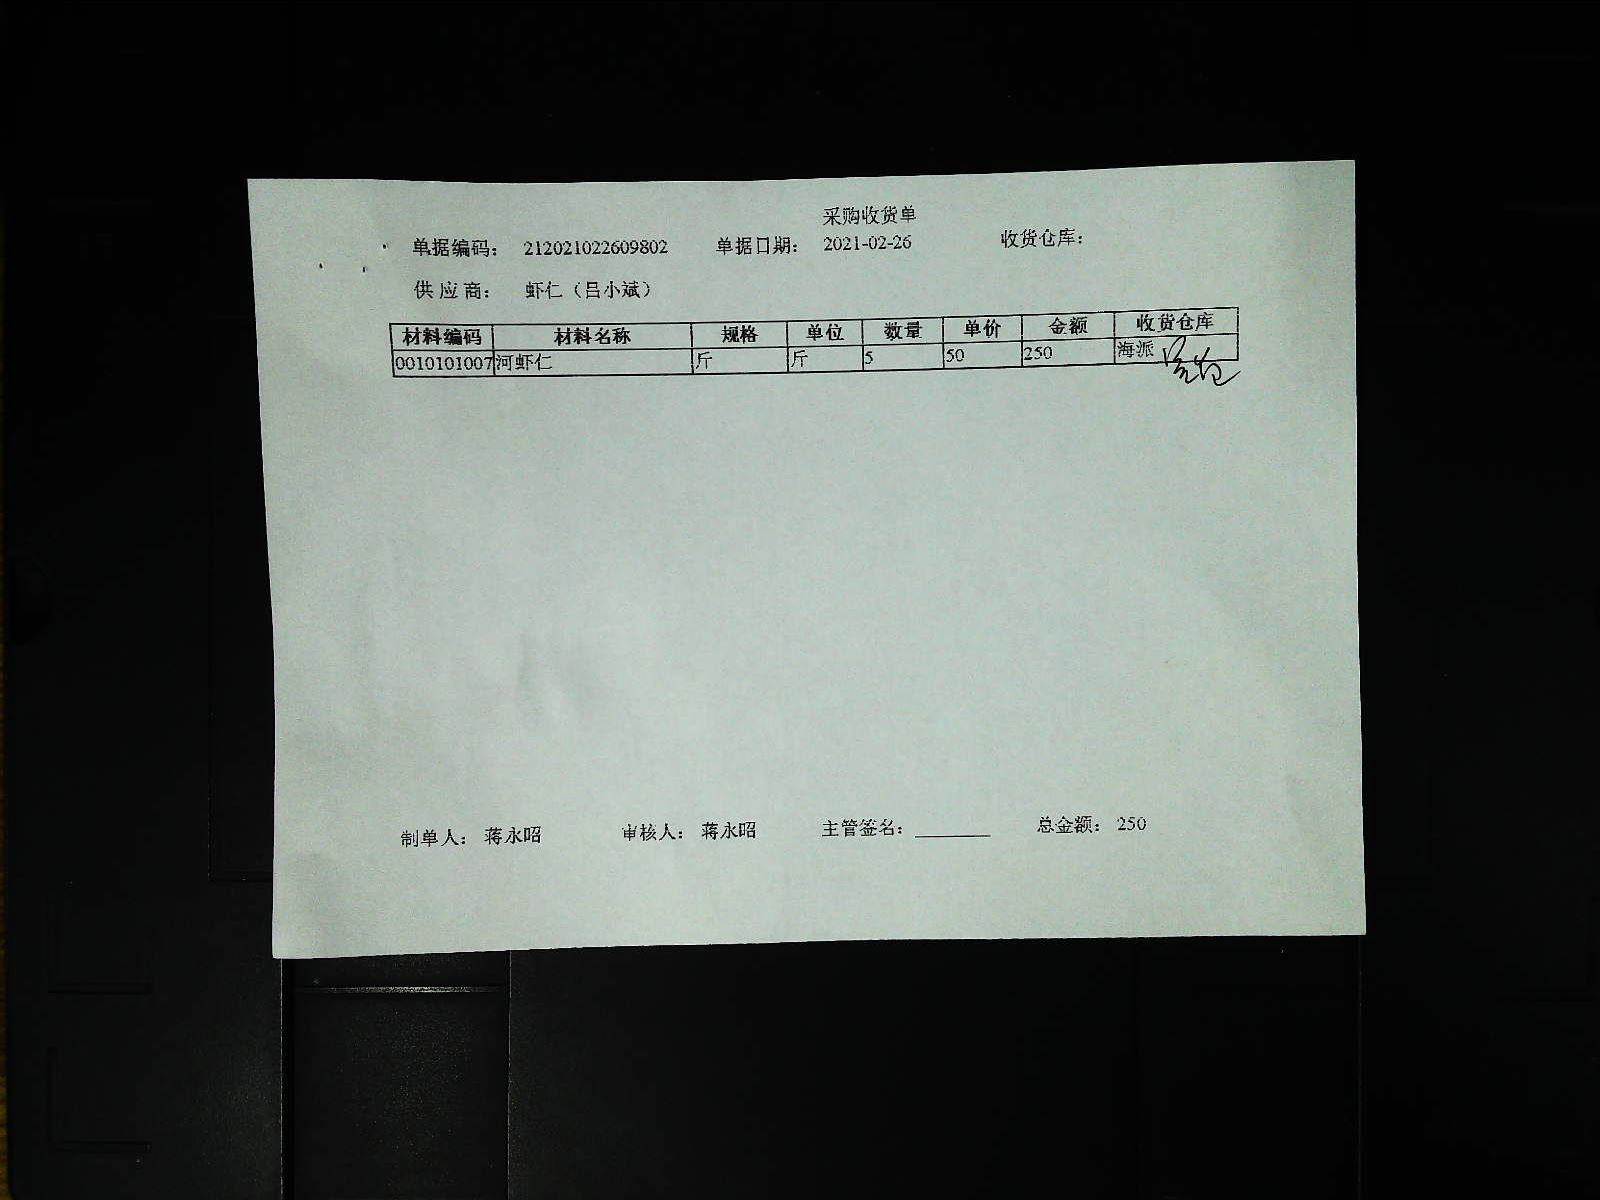 采购收货单
单据编码： 212021022609802 单据日期： 2021-02-26 收货仓库：
供应商： 虾仁（吕小斌）
材料编码 材料名称 规格 单位 数量 单价 金额 收货仓库
0010101007 河虾仁 斤 斤 5 50 250 海派
制单人： 蒋永昭 审核人： 蒋永昭 主管签名： ________ 总金额： 250